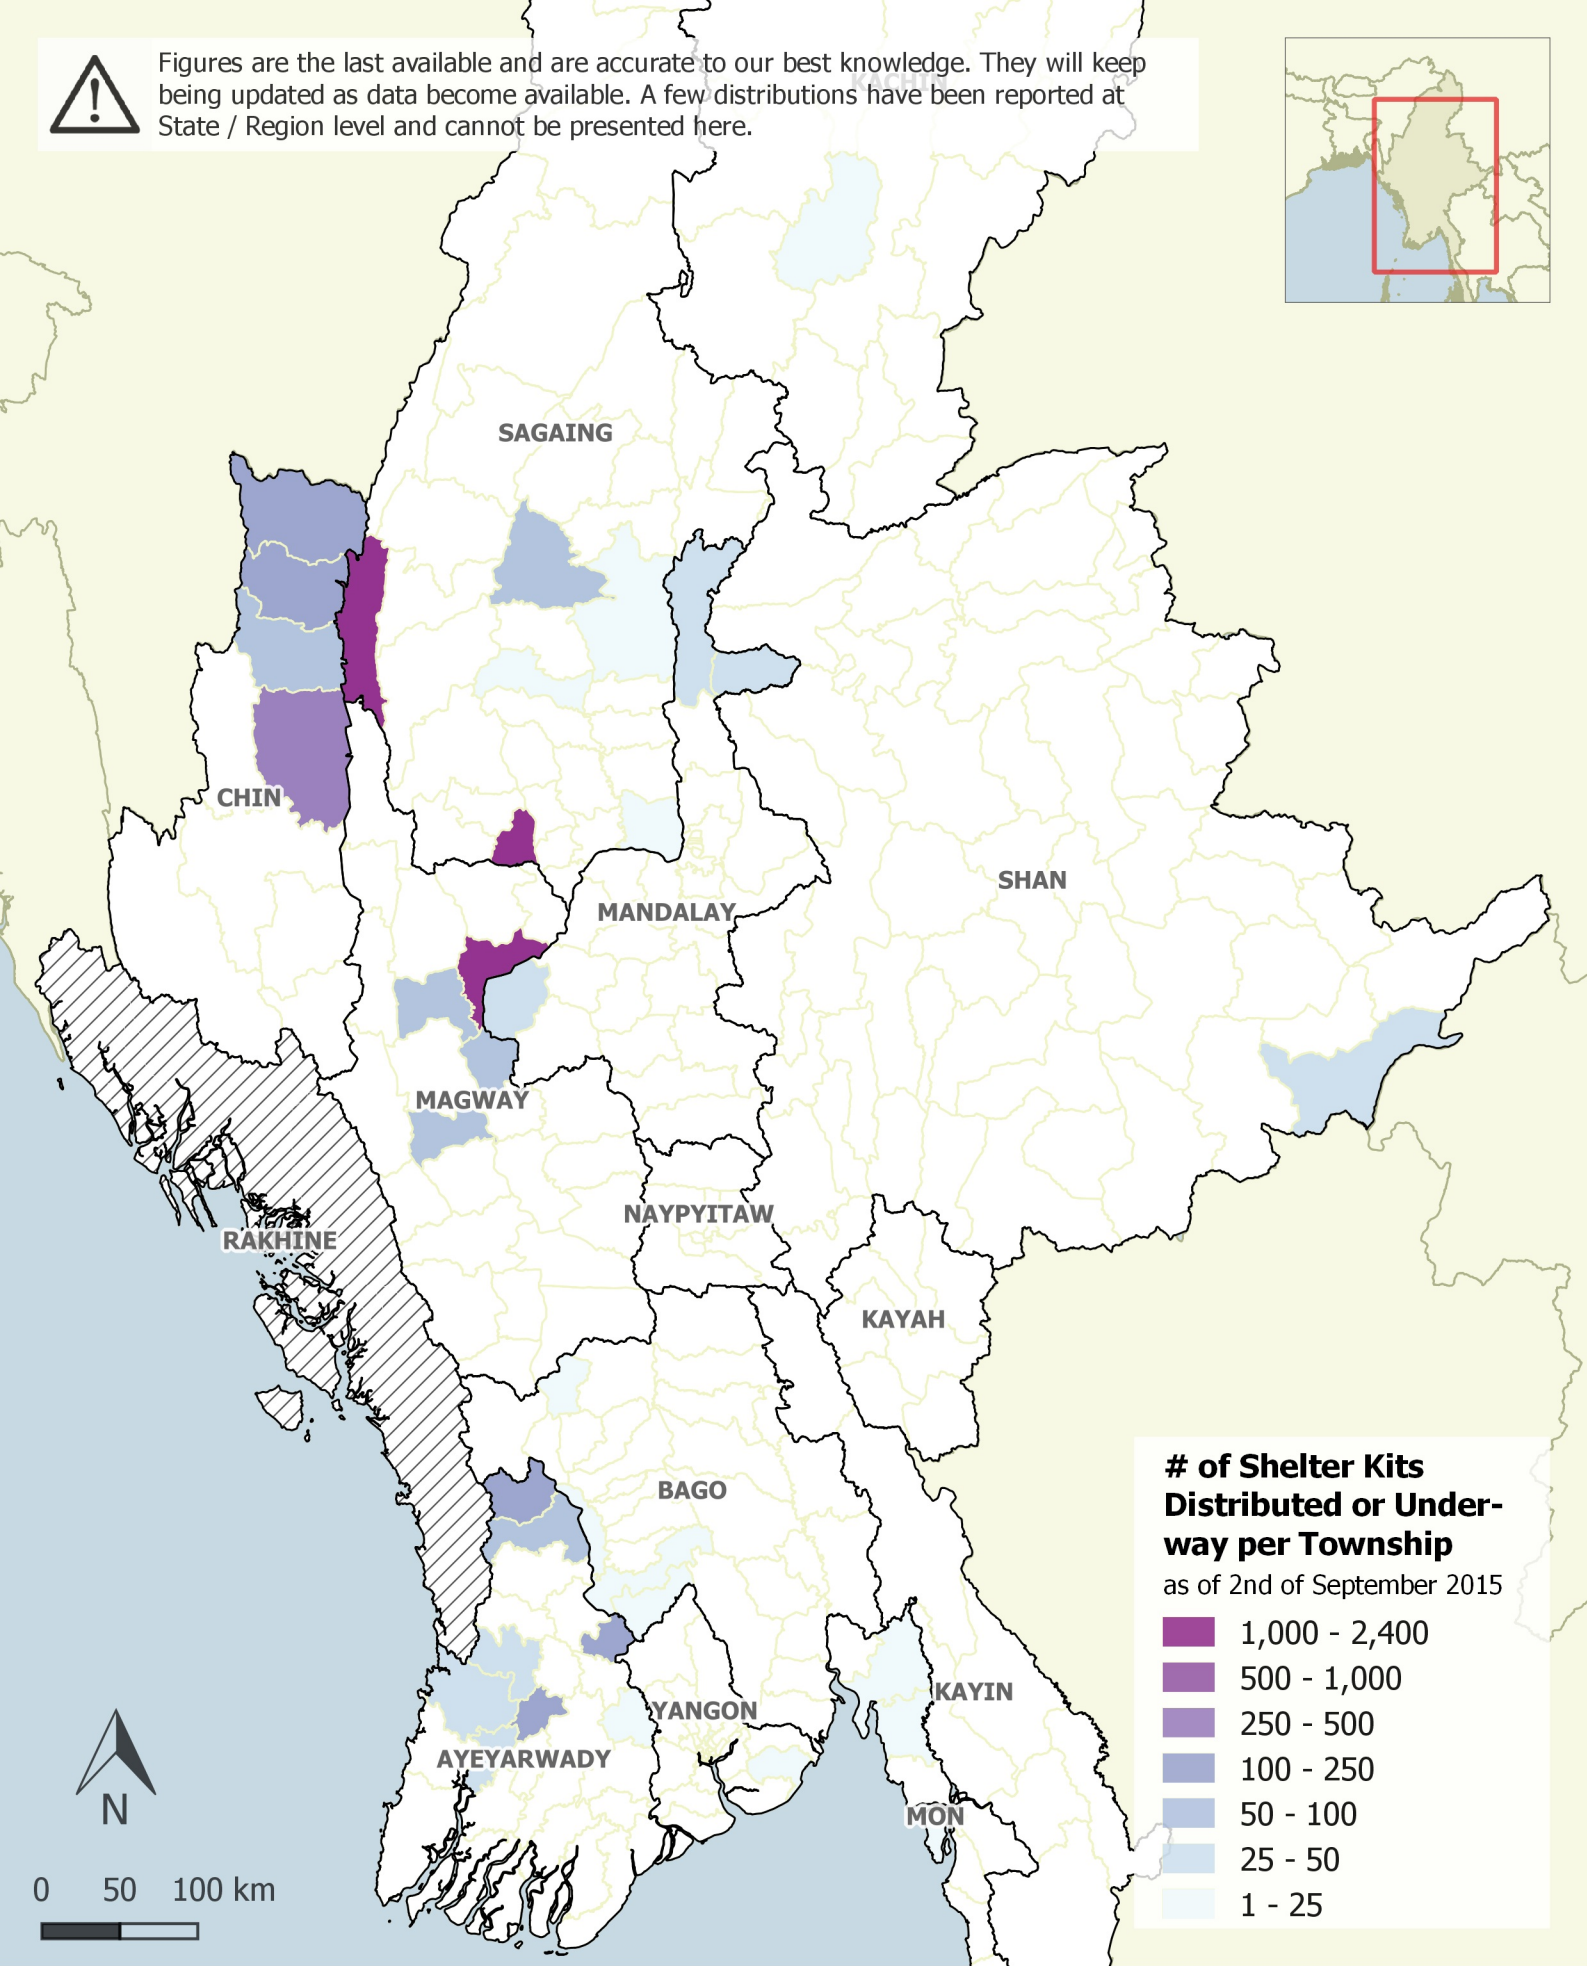 Figures are the last available and are accurate to our best knowledge. They will keep
being updated as data become available. A few distributions have been reported at
State / Region level and cannot be presented here.
KACHIN
SAGAING
CHIN
SHAN
MANDALAY
MAGWAY
NAYPYITAW
RAKHINE
KAYAH
BAGO
KAYIN
YANGON
AYEYARWADY
MON
N
0 50 100 km
# of Shelter Kits
Distributed or Under-
way per Township
as of 2nd of September 2015
1,000 - 2,400
500 - 1,000
250 - 500
100 - 250
50 - 100
25 - 50
1 - 25